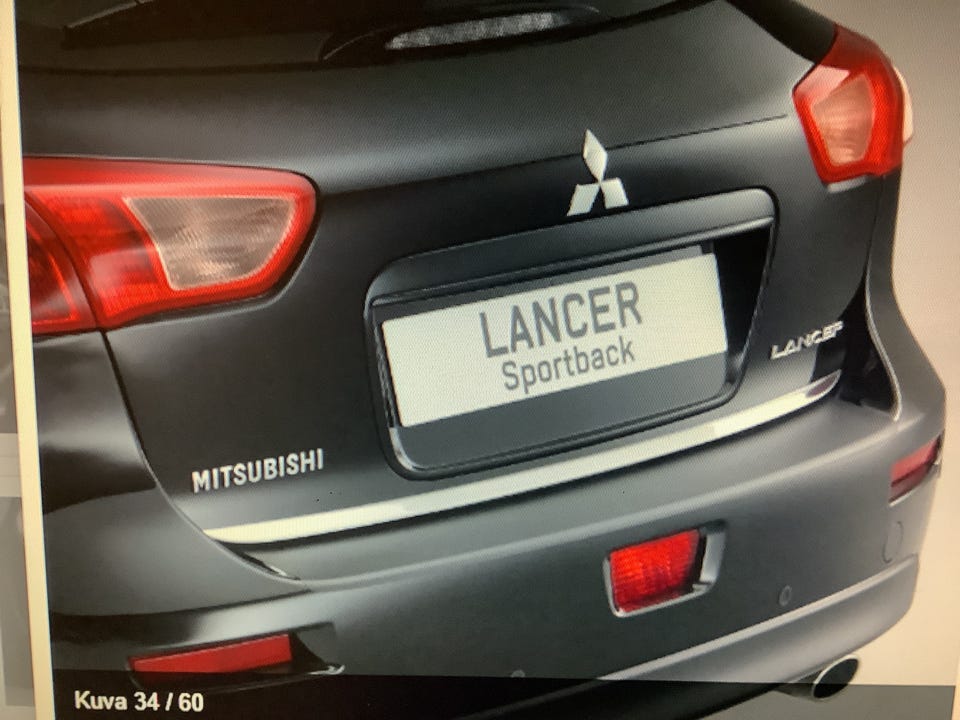 LANCER
Sportback
LANCER
MITSUBISHI
Kuva 34 / 60